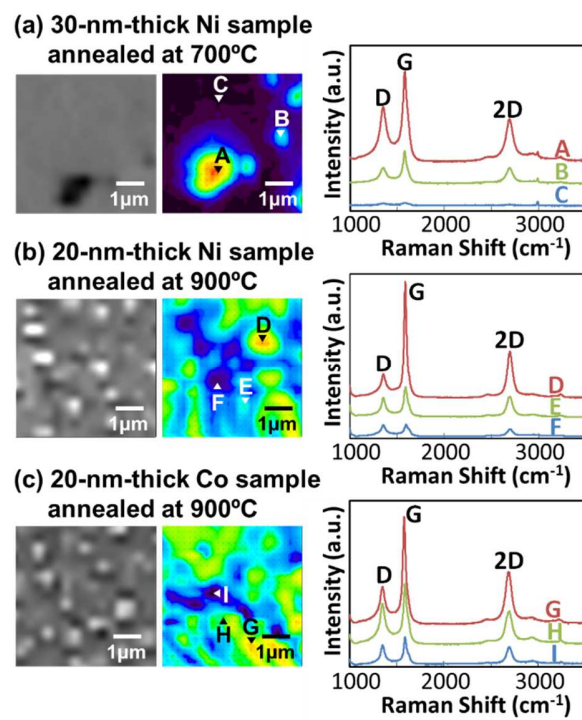 (a) 30-nm-thick Ni sample
annealed at 700ºC
1μm
C
B
A
1μm
Intensity (a.u.)
D
G
2D
A
B
C
1000 2000 3000
Raman Shift (cm-1)
(b) 20-nm-thick Ni sample
annealed at 900ºC
1μm
D
E
F
1μm
Intensity (a.u.)
G
D
2D
D
E
F
1000 2000 3000
Raman Shift (cm-1)
(c) 20-nm-thick Co sample
annealed at 900ºC
1μm
I
G
H
1μm
Intensity (a.u.)
G
D
2D
G
H
I
1000 2000 3000
Raman Shift (cm-1)